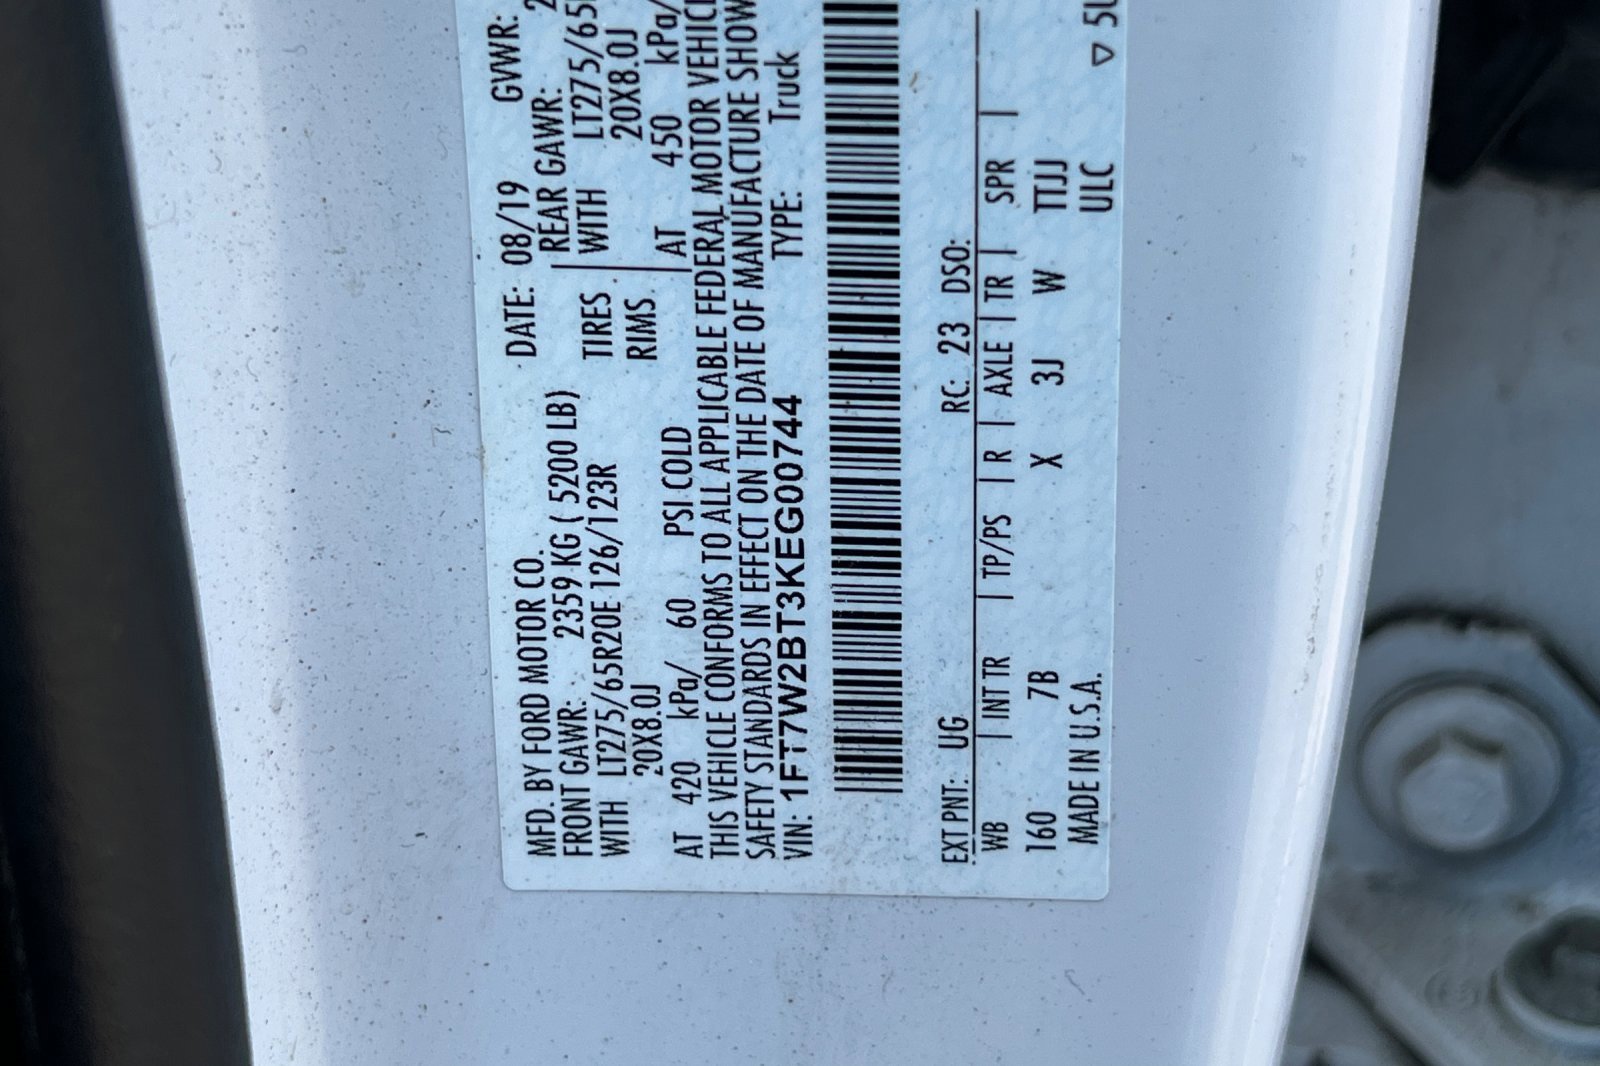 MFD. BY FORD MOTOR CO.
DATE: 08/19 GVWR:
FRONT GAWR: 2359 KG ( 5200 LB)
REAR GAWR:
WITH LT275/65R20E 126/123R TIRES
WITH LT275/65
20X8.0J RIMS
20X8.0J
AT 420 kPa/ 60 PSI COLD
AT 450 kPa/
THIS VEHICLE CONFORMS TO ALL APPLICABLE FEDERAL MOTOR
SAFETY STANDARDS IN EFFECT ON THE DATE OF MANUFACTURE
VIN: 1FT7W2BT3KEG00744 TYPE: Truck
EXT PNT: UG RC: 23 DSO:
WB | INT TR | TP/PS | R | AXLE | TR | SPR |
160 7B X 3J W TTJJ
MADE IN U.S.A. ULC